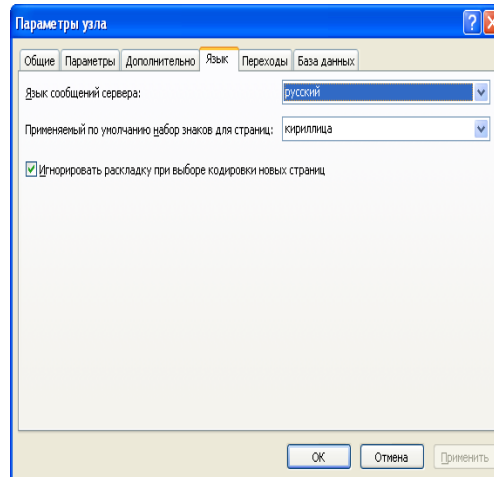 Параметры узла
Общие Параметры Дополнительно Язык Переходы База данных
Язык сообщений сервера: русский
Применяемый по умолчанию набор знаков для страниц: кириллица
Игнорировать раскладку при выборе кодировки новых страниц
ОК Отмена Применить